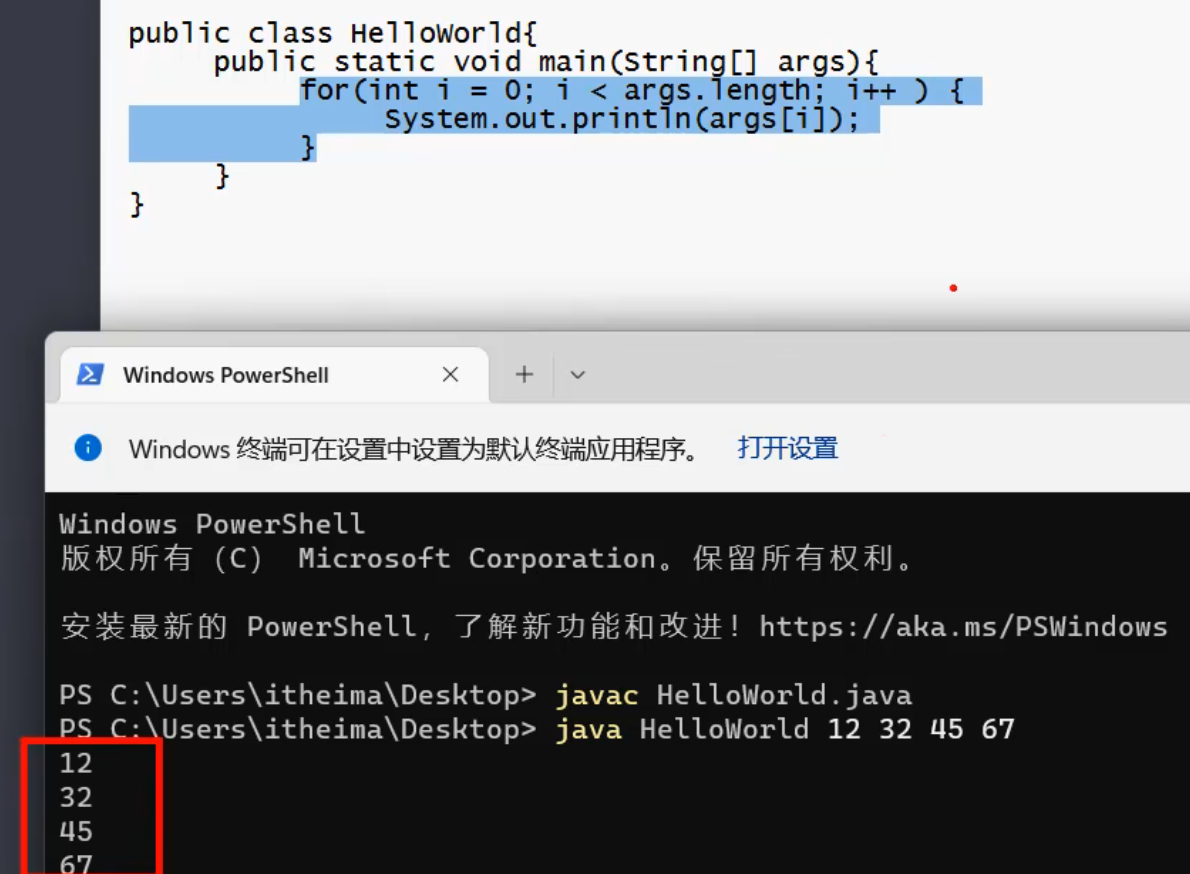 public class HelloWorld{
public static void main(String[] args){
for(int i = 0; i < args.length; i++ ) {
System.out.println(args[i]);
}
}
}
Windows PowerShell
Windows 终端可在设置中设置为默认终端应用程序。 打开设置
Windows PowerShell
版权所有 (C) Microsoft Corporation。保留所有权利。
安装最新的 PowerShell，了解新功能和改进！https://aka.ms/PSWindows
PS C:\Users\itheima\Desktop> javac HelloWorld.java
PS C:\Users\itheima\Desktop> java HelloWorld 12 32 45 67
12
32
45
67